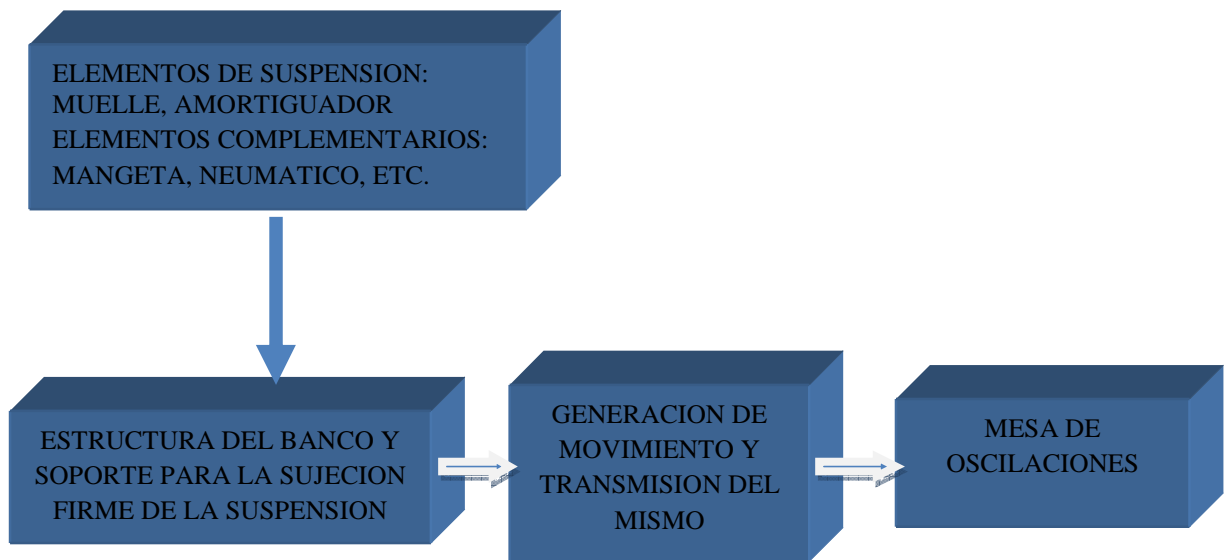 ELEMENTOS DE SUSPENSION:
MUELLE, AMORTIGUADOR
ELEMENTOS COMPLEMENTARIOS:
MANGETA, NEUMATICO, ETC.
ESTRUCTURA DEL BANCO Y
SOPORTE PARA LA SUJECION
FIRME DE LA SUSPENSION
GENERACION DE
MOVIMIENTO Y
TRANSMISION DEL
MISMO
MESA DE
OSCILACIONES